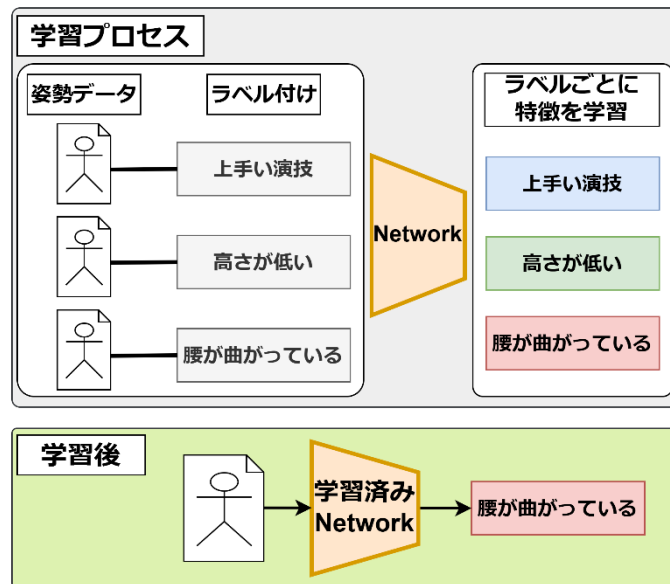 学習プロセス
姿勢データ
ラベル付け
上手い演技
高さが低い
腰が曲がっている
Network
ラベルごとに
特徴を学習
上手い演技
高さが低い
腰が曲がっている
学習後
学習済み
Network
腰が曲がっている